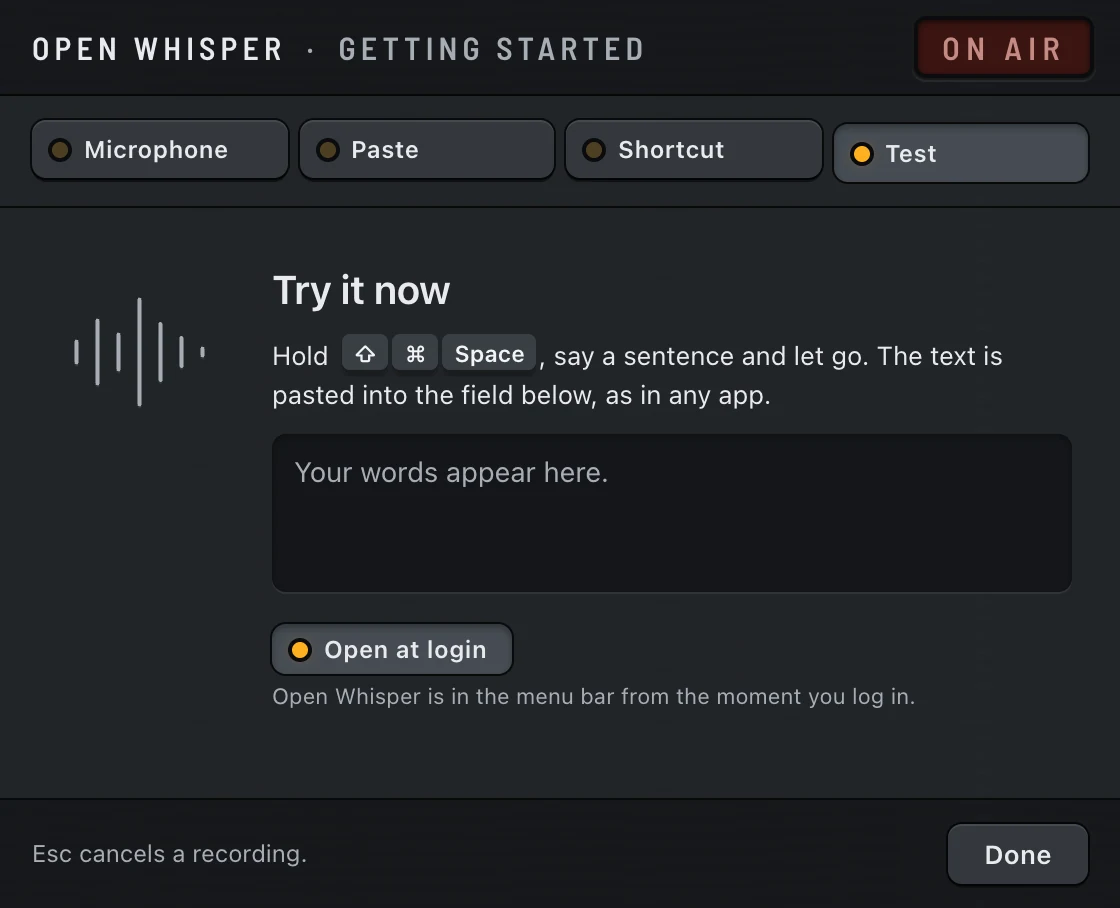 OPEN WHISPER · GETTING STARTED
ON AIR
Microphone
Paste
Shortcut
Test
Try it now
Hold ⇧ ⌘ Space, say a sentence and let go. The text is
pasted into the field below, as in any app.
Your words appear here.
Open at login
Open Whisper is in the menu bar from the moment you log in.
Esc cancels a recording.
Done